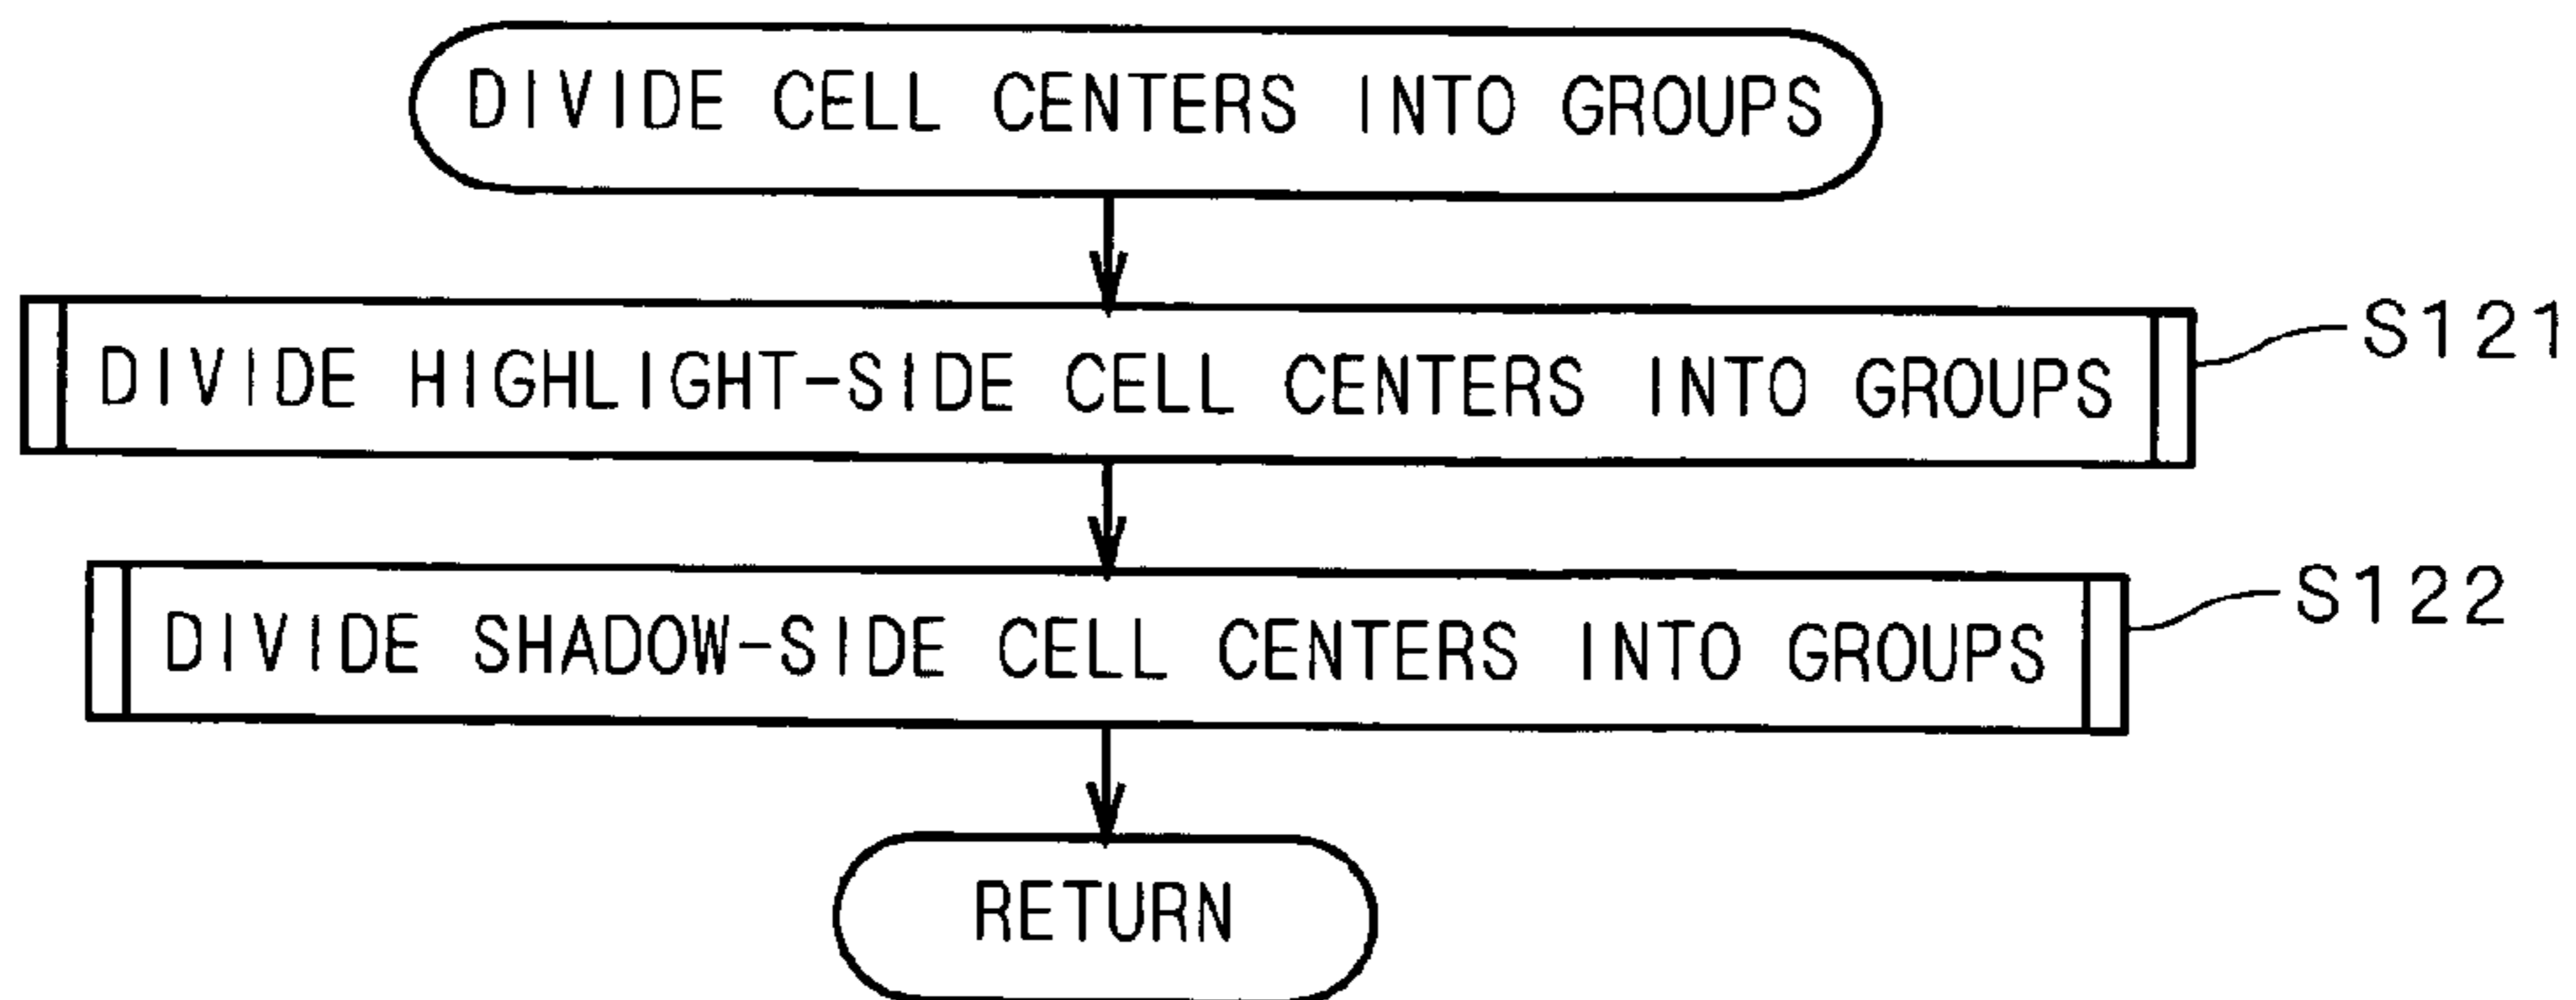 DIVIDE CELL CENTERS INTO GROUPS
DIVIDE HIGHLIGHT-SIDE CELL CENTERS INTO GROUPS
S121
DIVIDE SHADOW-SIDE CELL CENTERS INTO GROUPS
S122
RETURN